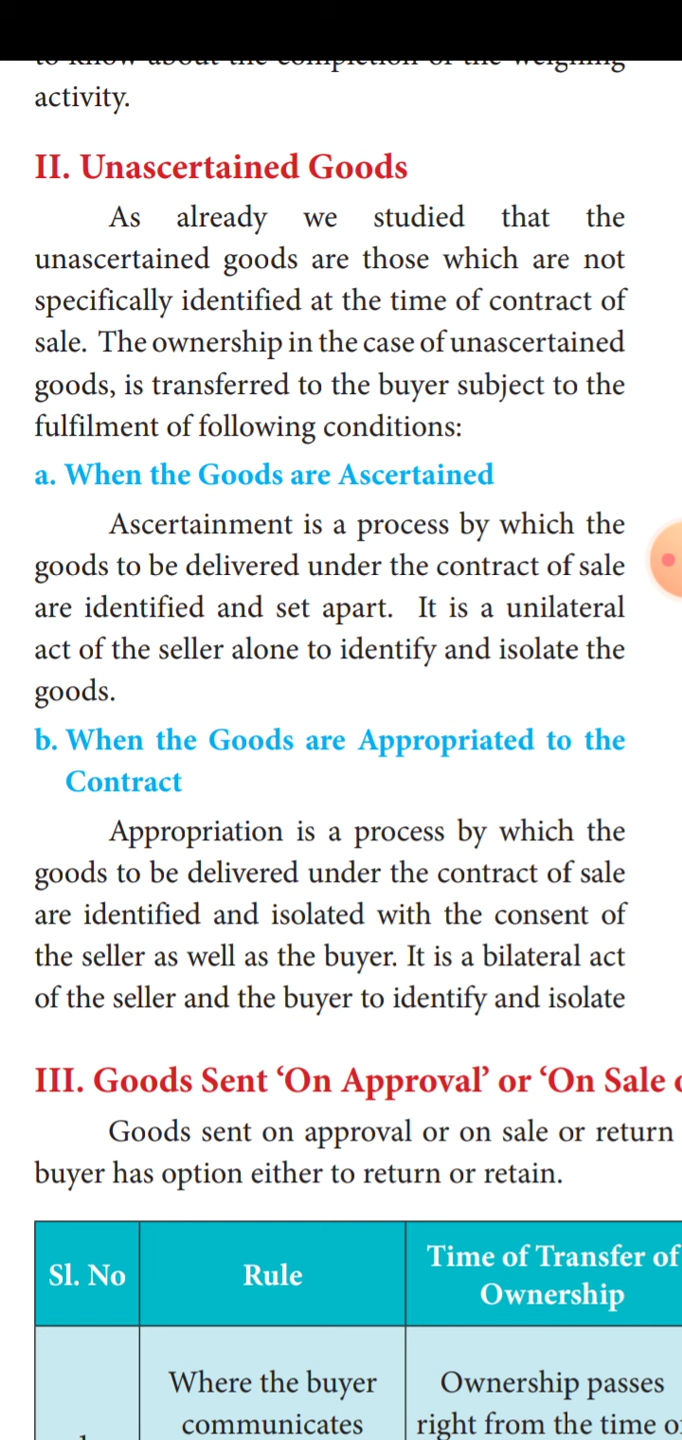 activity.
II. Unascertained Goods
As already we studied that the
unascertained goods are those which are not
specifically identified at the time of contract of
sale. The ownership in the case of unascertained
goods, is transferred to the buyer subject to the
fulfilment of following conditions:
a. When the Goods are Ascertained
Ascertainment is a process by which the
goods to be delivered under the contract of sale
are identified and set apart. It is a unilateral
act of the seller alone to identify and isolate the
goods.
b. When the Goods are Appropriated to the
Contract
Appropriation is a process by which the
goods to be delivered under the contract of sale
are identified and isolated with the consent of
the seller as well as the buyer. It is a bilateral act
of the seller and the buyer to identify and isolate
III. Goods Sent ‘On Approval’ or ‘On Sale
Goods sent on approval or on sale or return
buyer has option either to return or retain.
Sl. No
Rule
Time of Transfer of
Ownership
Where the buyer
communicates
Ownership passes
right from the time